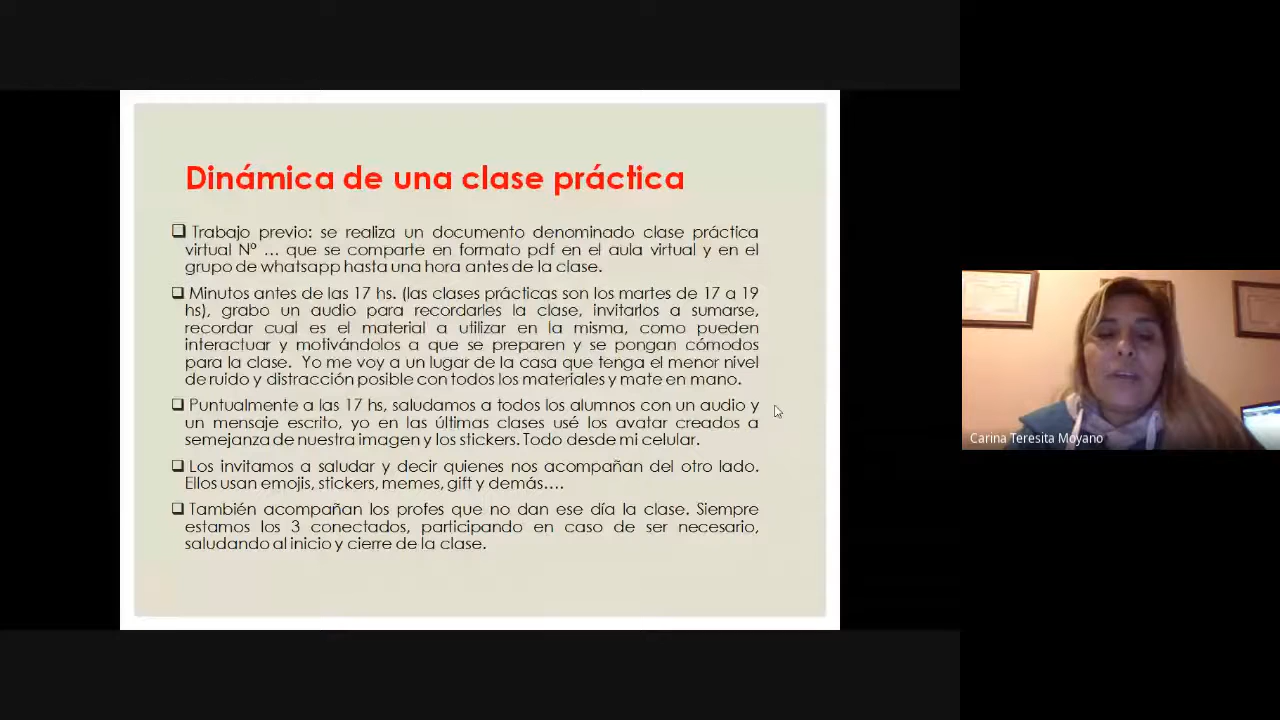 Dinámica de una clase práctica
Trabajo previo: se realiza un documento denominado clase práctica
virtual Nº ... que se comparte en formato pdf en el aula virtual y en el
grupo de whatsapp hasta una hora antes de la clase.
Minutos antes de las 17 hs. (las clases prácticas son los martes de 17 a 19
hs), grabo un audio para recordarles la clase, invitarlos a sumarse,
recordar cual es el material a utilizar en la misma, como pueden
interactuar y motivándolos a que se preparen y se pongan cómodos
para la clase. Yo me voy a un lugar de la casa que tenga el menor nivel
de ruido y distracción posible con todos los materiales y mate en mano.
Puntualmente a las 17 hs, saludamos a todos los alumnos con un audio y
un mensaje escrito, yo en las últimas clases usé los avatar creados a
semejanza de nuestra imagen y los stickers. Todo desde mi celular.
Los invitamos a saludar y decir quienes nos acompañan del otro lado.
Ellos usan emojis, stickers, memes, gift y demás....
También acompañan los profes que no dan ese día la clase. Siempre
estamos los 3 conectados, participando en caso de ser necesario,
saludando al inicio y cierre de la clase.
Carina Teresita Moyano